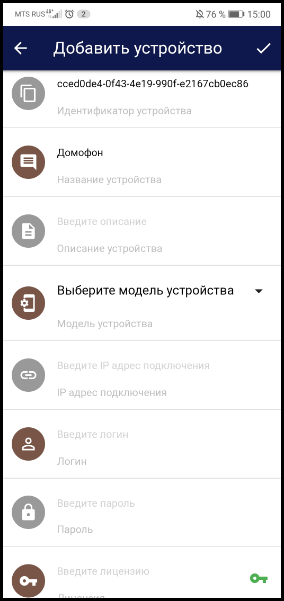 MTS RUS 4G 2 76 % 15:00
Добавить устройство
cced0de4-0f43-4e19-990f-e2167cb0ec86
Идентификатор устройства
Домофон
Название устройства
Введите описание
Описание устройства
Выберите модель устройства
Модель устройства
Введите IP адрес подключения
IP адрес подключения
Введите логин
Логин
Введите пароль
Пароль
Введите лицензию
Лицензия